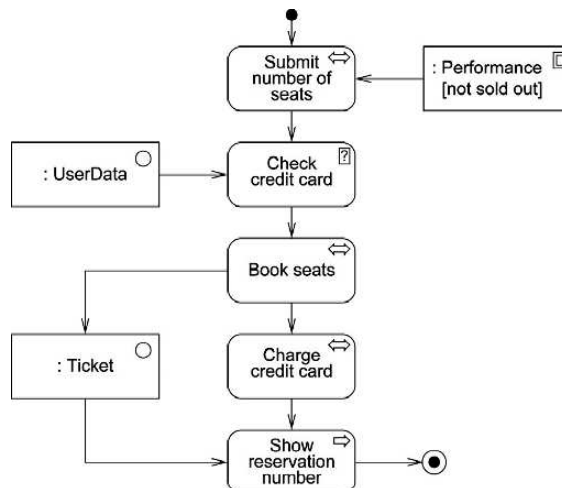 Submit
number of
seats
: Performance
[not sold out]
?
Check
credit card
: UserData
Book seats
: Ticket
Charge
credit card
Show
reservation
number